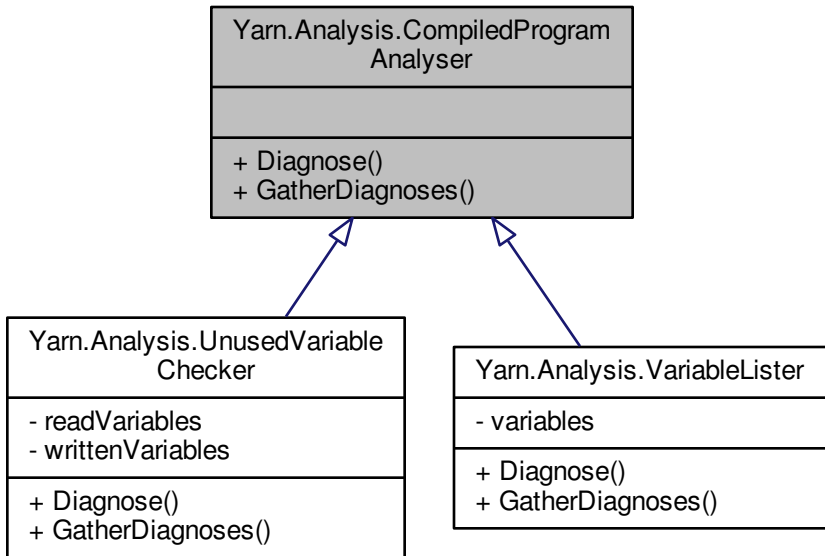 Yarn.Analysis.CompiledProgram
Analyser
+ Diagnose()
+ GatherDiagnoses()
Yarn.Analysis.UnusedVariable
Checker
- readVariables
- writtenVariables
+ Diagnose()
+ GatherDiagnoses()
Yarn.Analysis.VariableLister
- variables
+ Diagnose()
+ GatherDiagnoses()